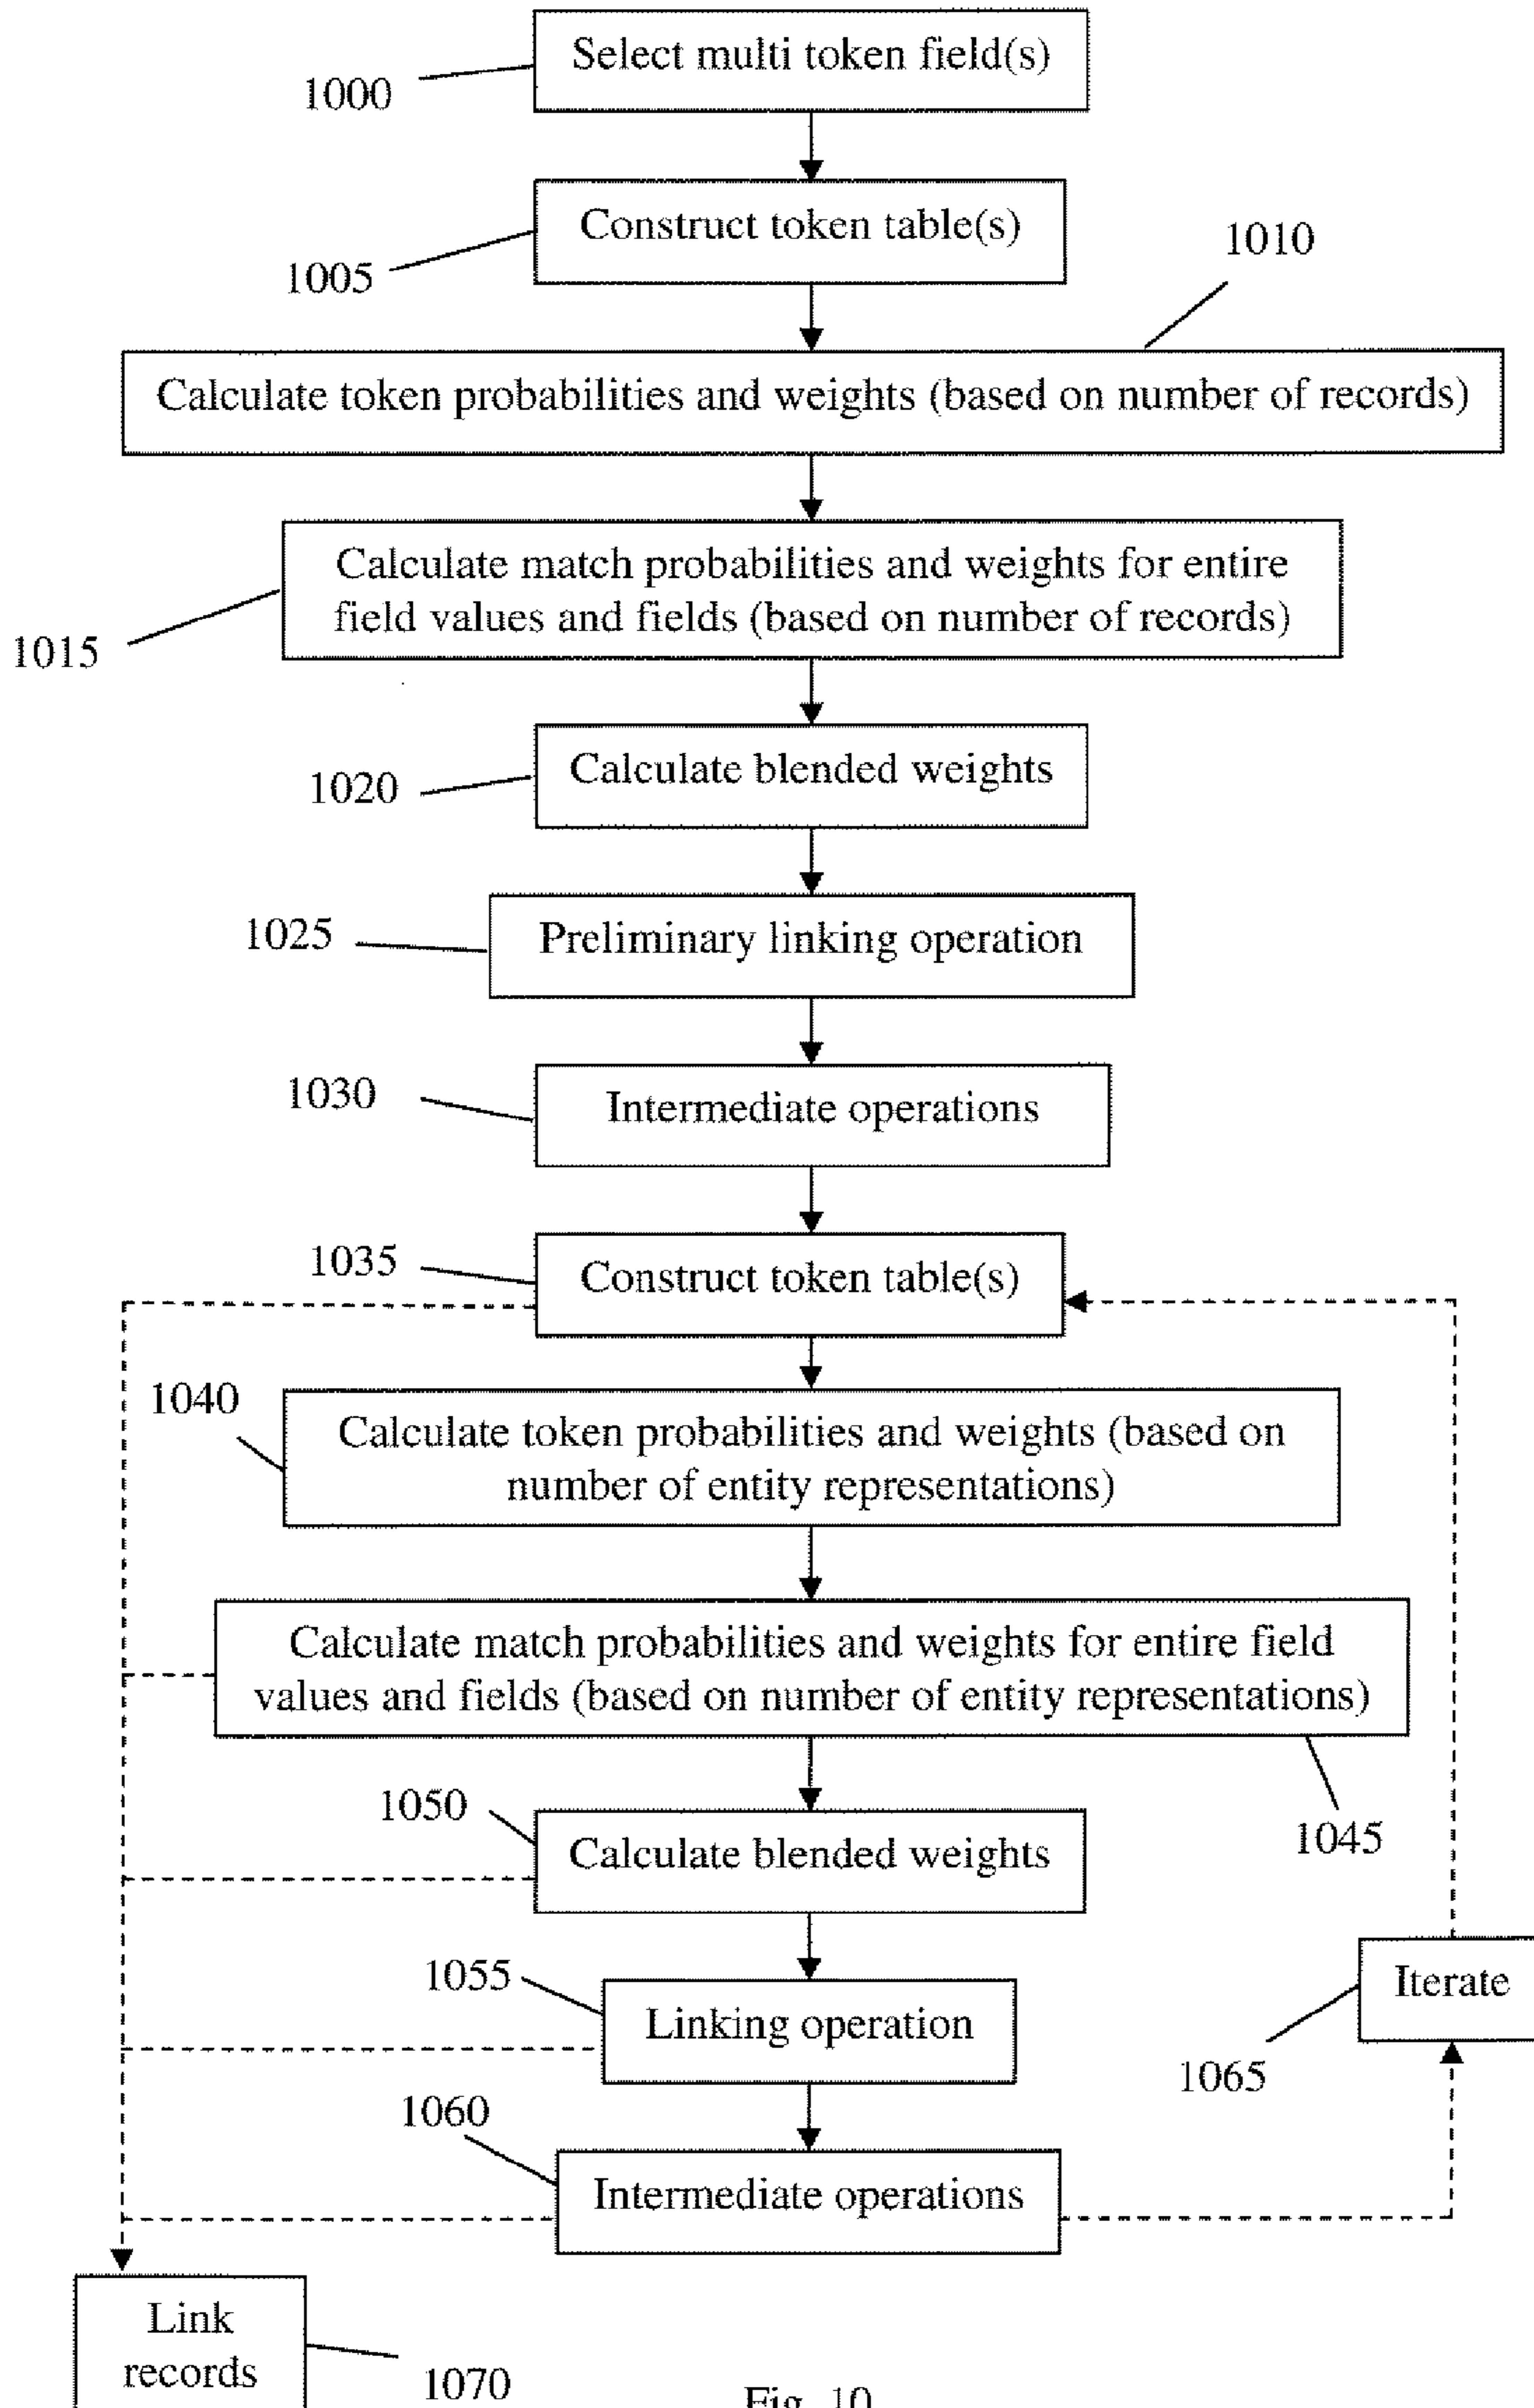 Select multi token field(s)
1000
Construct token table(s)
1005
1010
Calculate token probabilities and weights (based on number of records)
Calculate match probabilities and weights for entire
field values and fields (based on number of records)
1015
Calculate blended weights
1020
1025
Preliminary linking operation
1030
Intermediate operations
1035
Construct token table(s)
1040
Calculate token probabilities and weights (based on
number of entity representations)
Calculate match probabilities and weights for entire field
values and fields (based on number of entity representations)
1050
1045
Calculate blended weights
1055
Linking operation
Iterate
1065
1060
Intermediate operations
Link
records
1070
Fig. 10